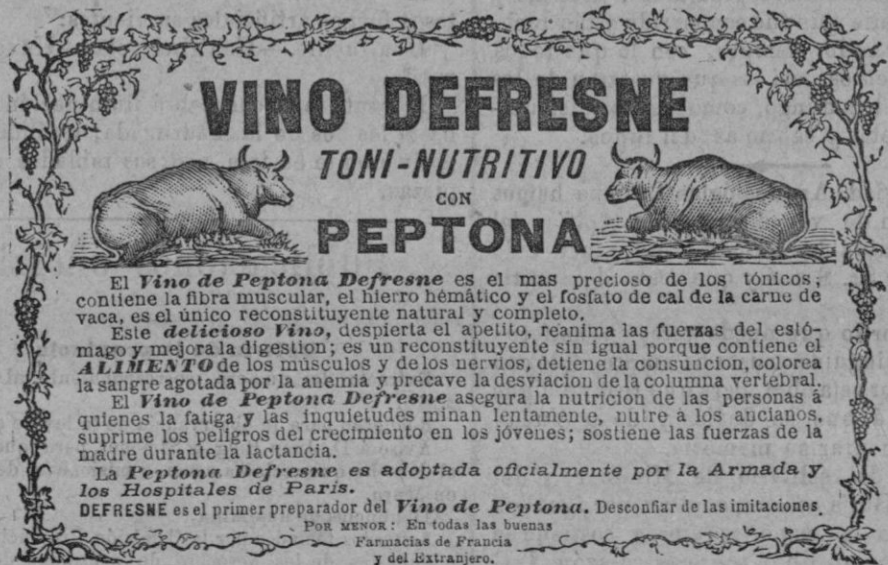 VINO DEFRESNE
TONI-NUTRITIVO
CON
PEPTONA
El Vino de Peptona Defresne es el mas precioso de los tónicos,
contiene la fibra muscular, el hierro hémático y el fosfato de cal de la carne de
vaca, es el único reconstituyente natural y completo.
Este delicioso Vino, despierta el apetito, reanima las fuerzas del estó-
mago y mejora la digestion; es un reconstituyente sin igual porque contiene el
ALIMENTO de los músculos y de los nervios, detiene la consuncion, colorea
la sangre agotada por la anemia y precave la desviacion de la columna vertebral.
El Vino de Peptona Defresne asegura la nutricion de las personas á
quienes la fatiga y las inquietudes minan lentamente, nutre a los ancianos,
suprime los peligros del crecimiento en los jóvenes; sostiene las fuerzas de la
madre durante la lactancia.
La Peptona Defresne es adoptada oficialmente por la Armada y
los Hospitales de Paris.
DEFRESNE es el primer preparador del Vino de Peptona. Desconfiar de las imitaciones.
POR MENOR: En todas las buenas
Farmacias de Francia
y del Extranjero.